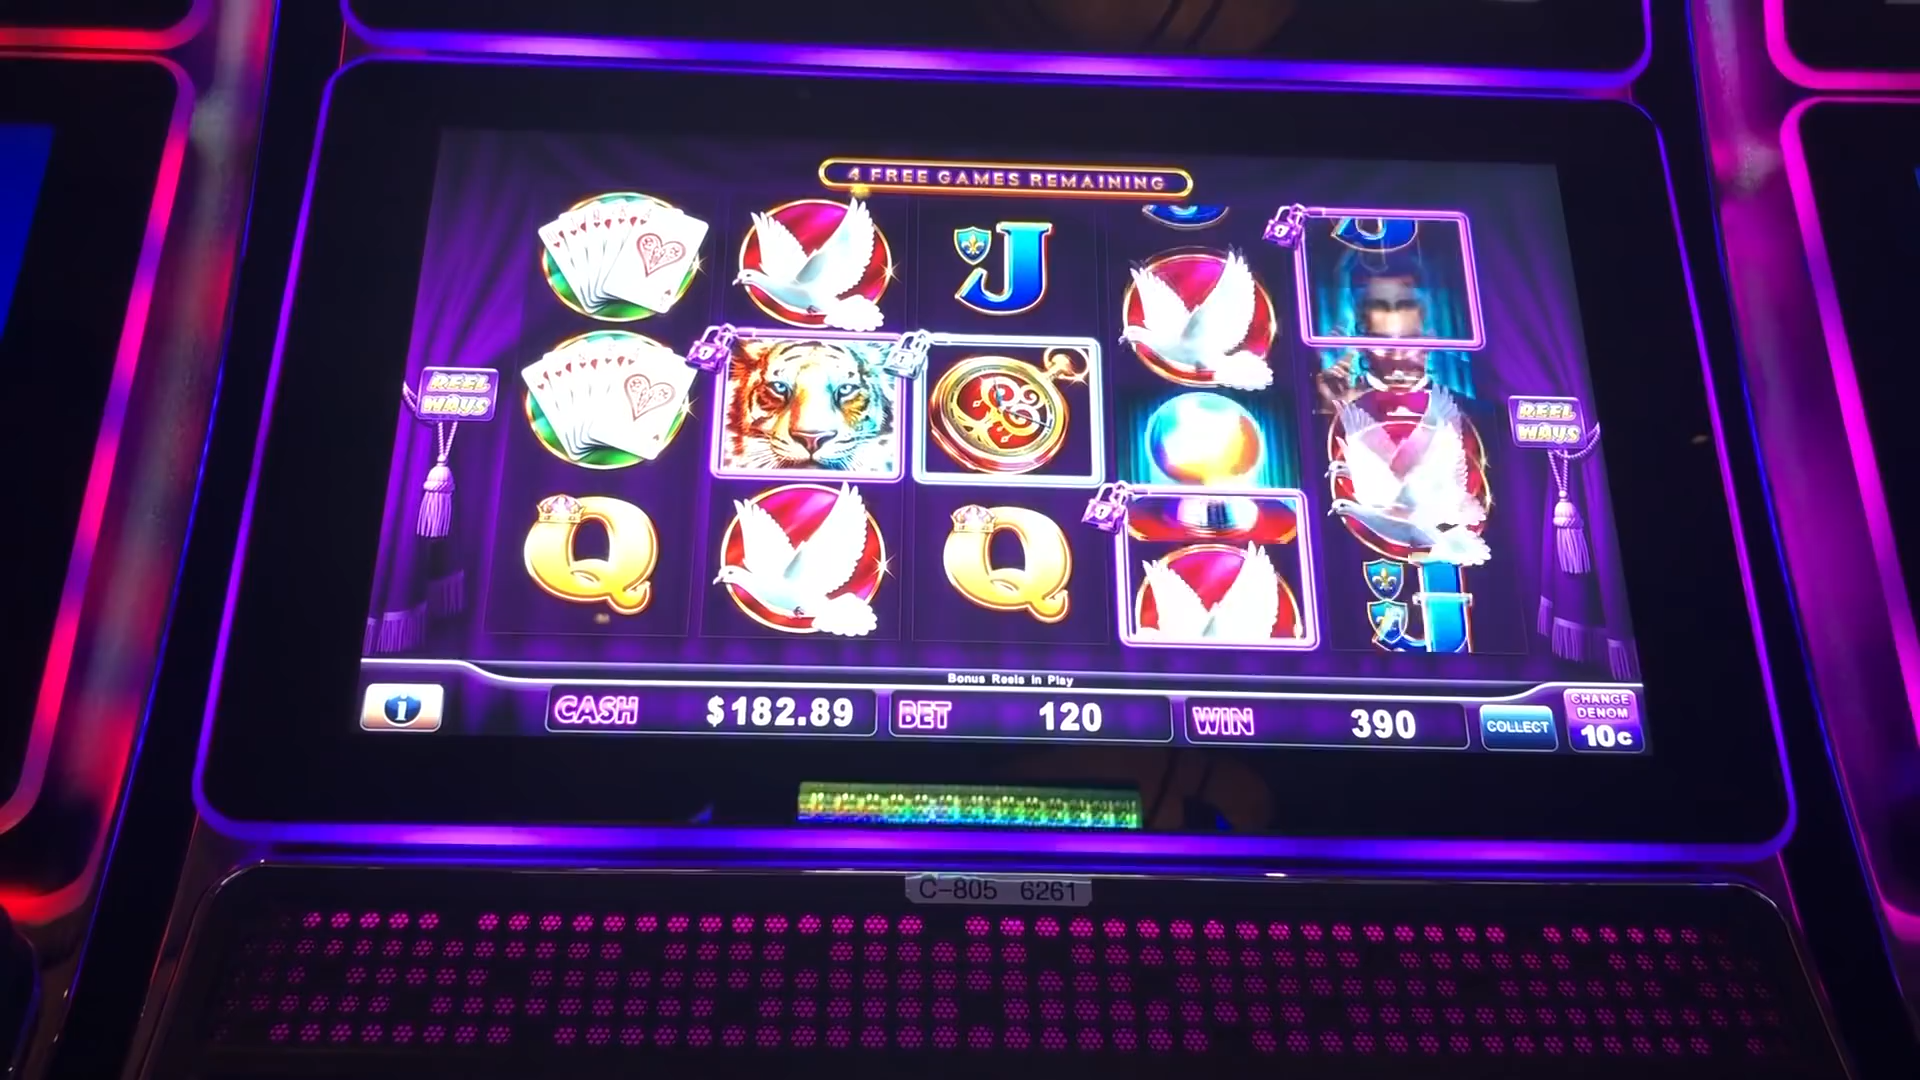 4 FREE GAMES REMAINING
J
REEL
WAYS
REEL
WAYS
Q
Q
J
Bonus Reels In Play
i
CASH $182.89
BET 120
WIN 390
COLLECT
CHANGE
DENOM
10c
C-805 6261